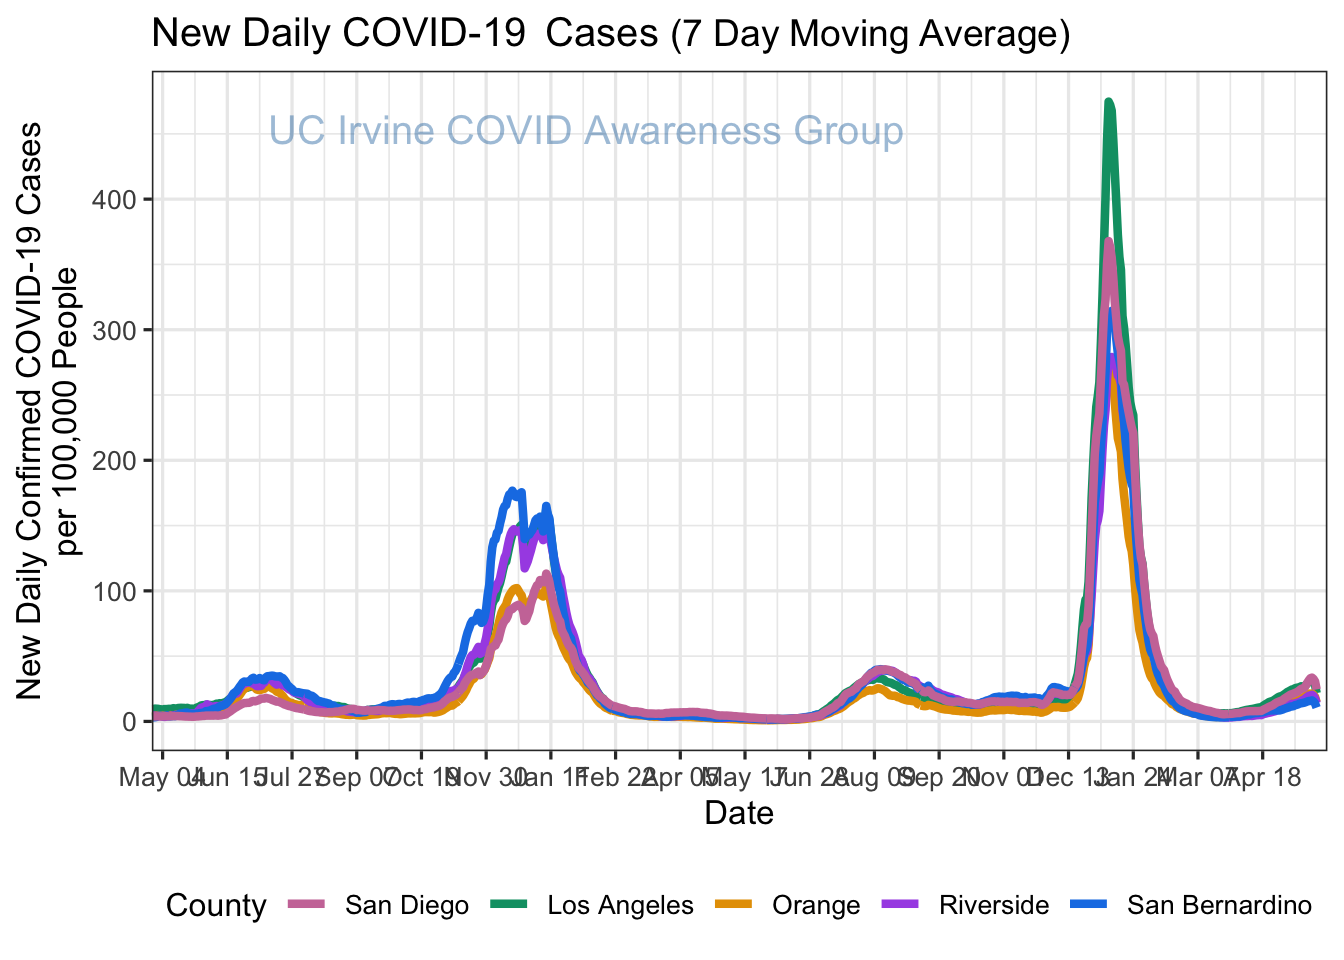 New Daily COVID-19  Cases (7 Day Moving Average)
UC Irvine COVID Awareness Group
New Daily Confirmed COVID-19 Cases
per 100,000 People
400
300
200
100
0
May 04 Jun 15 Jul 27 Sep 07 Oct 19 Nov 30 Jan 11 Feb 22 Apr 05 May 17 Jun 28 Aug 09 Sep 20 Nov 01 Dec 13 Jan 24 Mar 07 Apr 18
Date
County San Diego Los Angeles Orange Riverside San Bernardino